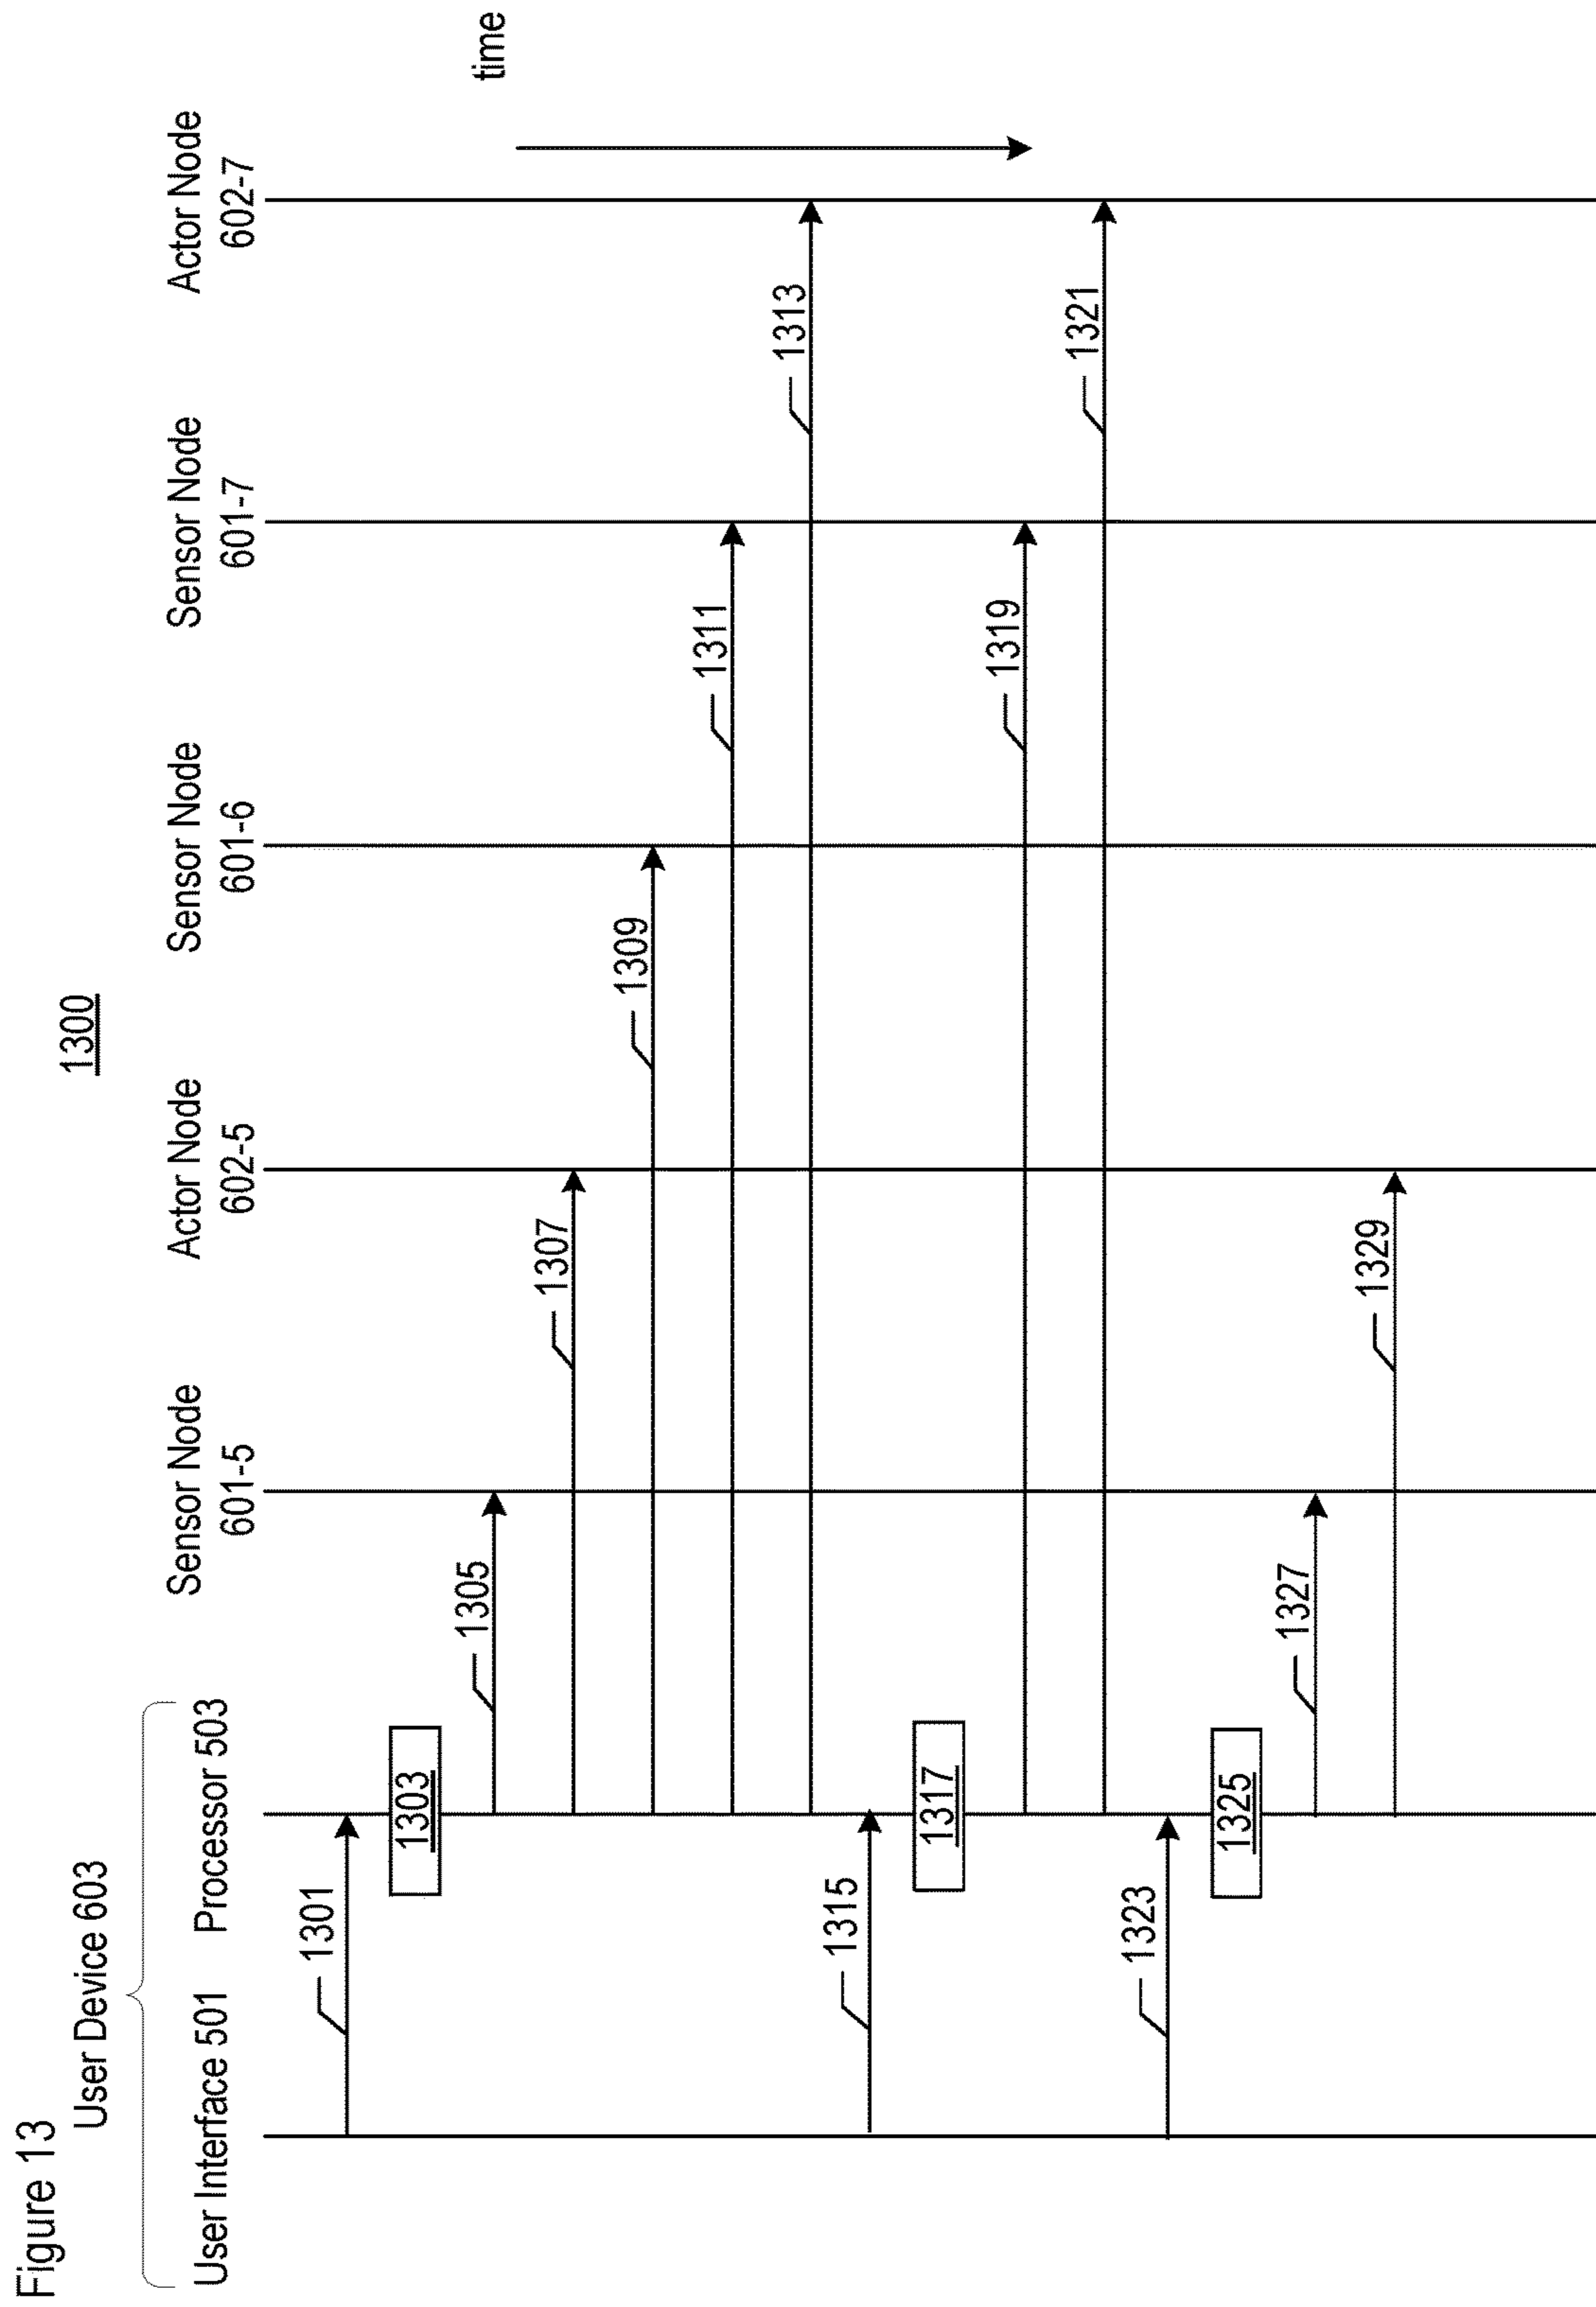 Figure 13
1300
User Device 603
User Interface 501
Processor 503
Sensor Node
601-5
Actor Node
602-5
Sensor Node
601-6
Sensor Node
601-7
Actor Node
602-7
time
1301
1303
1305
1307
1309
1311
1313
1315
1317
1319
1321
1323
1325
1327
1329